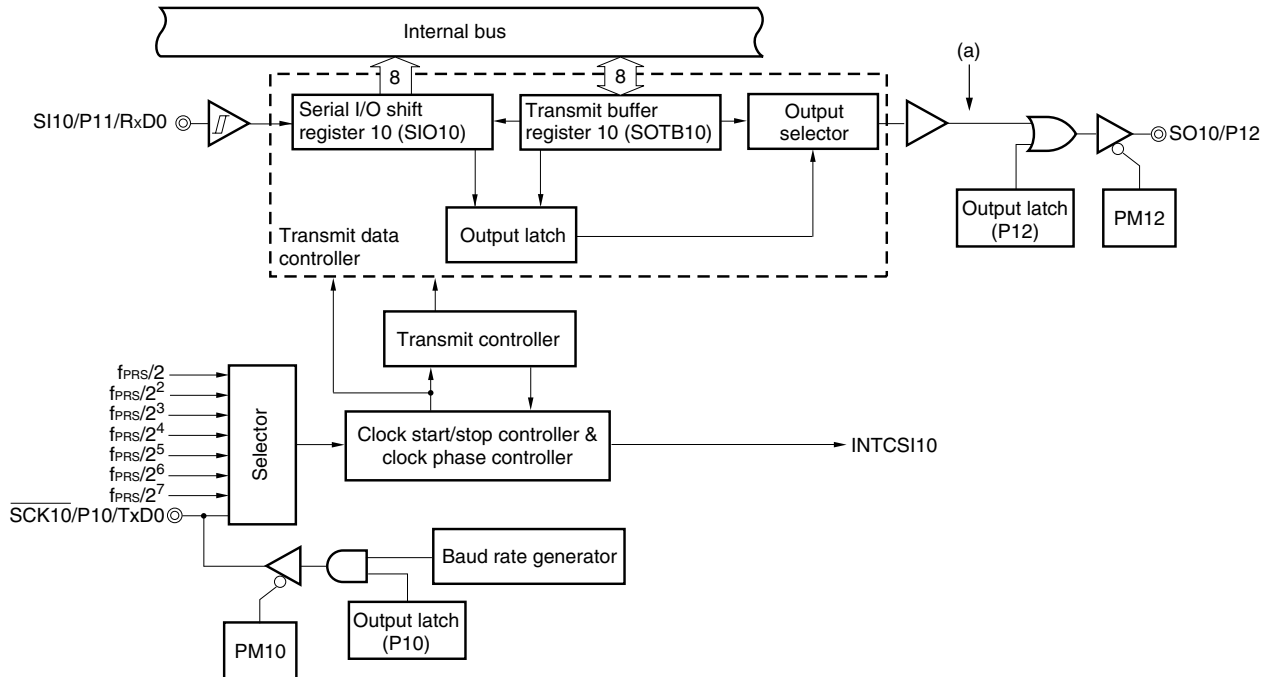 Internal bus
(a)
8
8
SI10/P11/RxD0
Serial I/O shift
register 10 (SIO10)
Transmit buffer
register 10 (SOTB10)
Output
selector
SO10/P12
Output latch
Output latch
(P12)
PM12
Transmit data
controller
Transmit controller
fPRS/2
fPRS/2²
fPRS/2³
fPRS/2⁴
fPRS/2⁵
fPRS/2⁶
fPRS/2⁷
Selector
Clock start/stop controller &
clock phase controller
INTCSI10
S̅C̅K̅1̅0̅/P10/TxD0
Baud rate generator
Output latch
(P10)
PM10